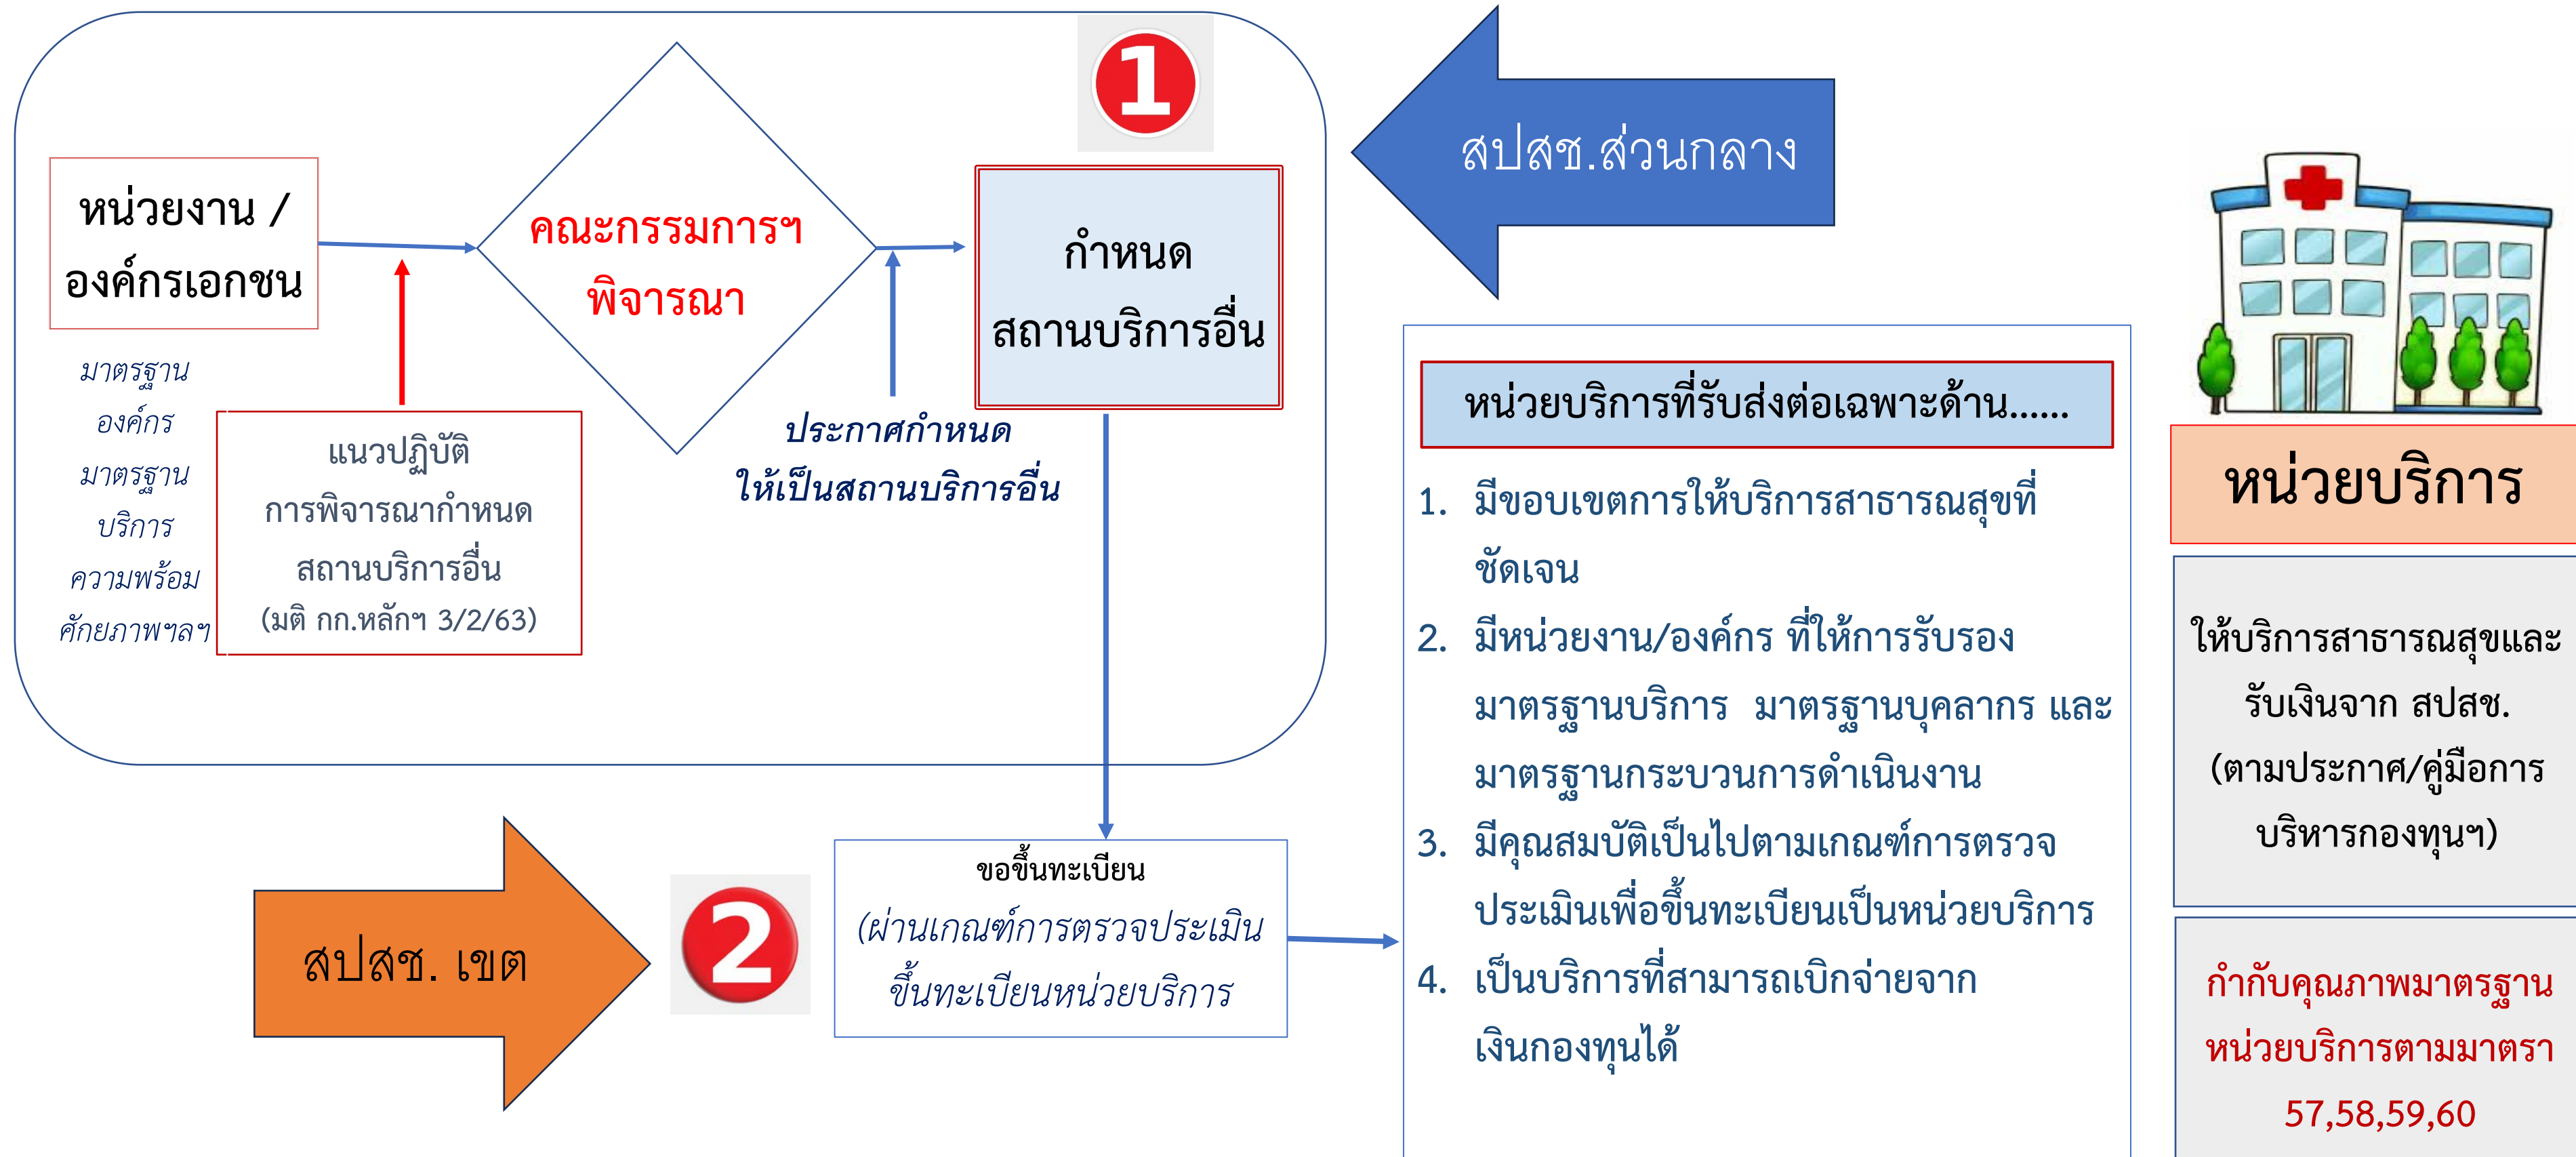 1
สปสช.ส่วนกลาง
หน่วยงาน /
องค์กรเอกชน
คณะกรรมการฯ
พิจารณา
กำหนด
สถานบริการอื่น
มาตรฐาน
องค์กร
มาตรฐาน
บริการ
ความพร้อม
ศักยภาพฯลฯ
แนวปฏิบัติ
การพิจารณากำหนด
สถานบริการอื่น
(มติ กก.หลักฯ 3/2/63)
ประกาศกำหนด
ให้เป็นสถานบริการอื่น
สปสช. เขต
2
ขอขึ้นทะเบียน
(ผ่านเกณฑ์การตรวจประเมิน
ขึ้นทะเบียนหน่วยบริการ
หน่วยบริการที่รับส่งต่อเฉพาะด้าน......
1. มีขอบเขตการให้บริการสาธารณสุขที่
ชัดเจน
2. มีหน่วยงาน/องค์กร ที่ให้การรับรอง
มาตรฐานบริการ มาตรฐานบุคลากร และ
มาตรฐานกระบวนการดำเนินงาน
3. มีคุณสมบัติเป็นไปตามเกณฑ์การตรวจ
ประเมินเพื่อขึ้นทะเบียนเป็นหน่วยบริการ
4. เป็นบริการที่สามารถเบิกจ่ายจาก
เงินกองทุนได้
หน่วยบริการ
ให้บริการสาธารณสุขและ
รับเงินจาก สปสช.
(ตามประกาศ/คู่มือการ
บริหารกองทุนฯ)
กำกับคุณภาพมาตรฐาน
หน่วยบริการตามมาตรา
57,58,59,60